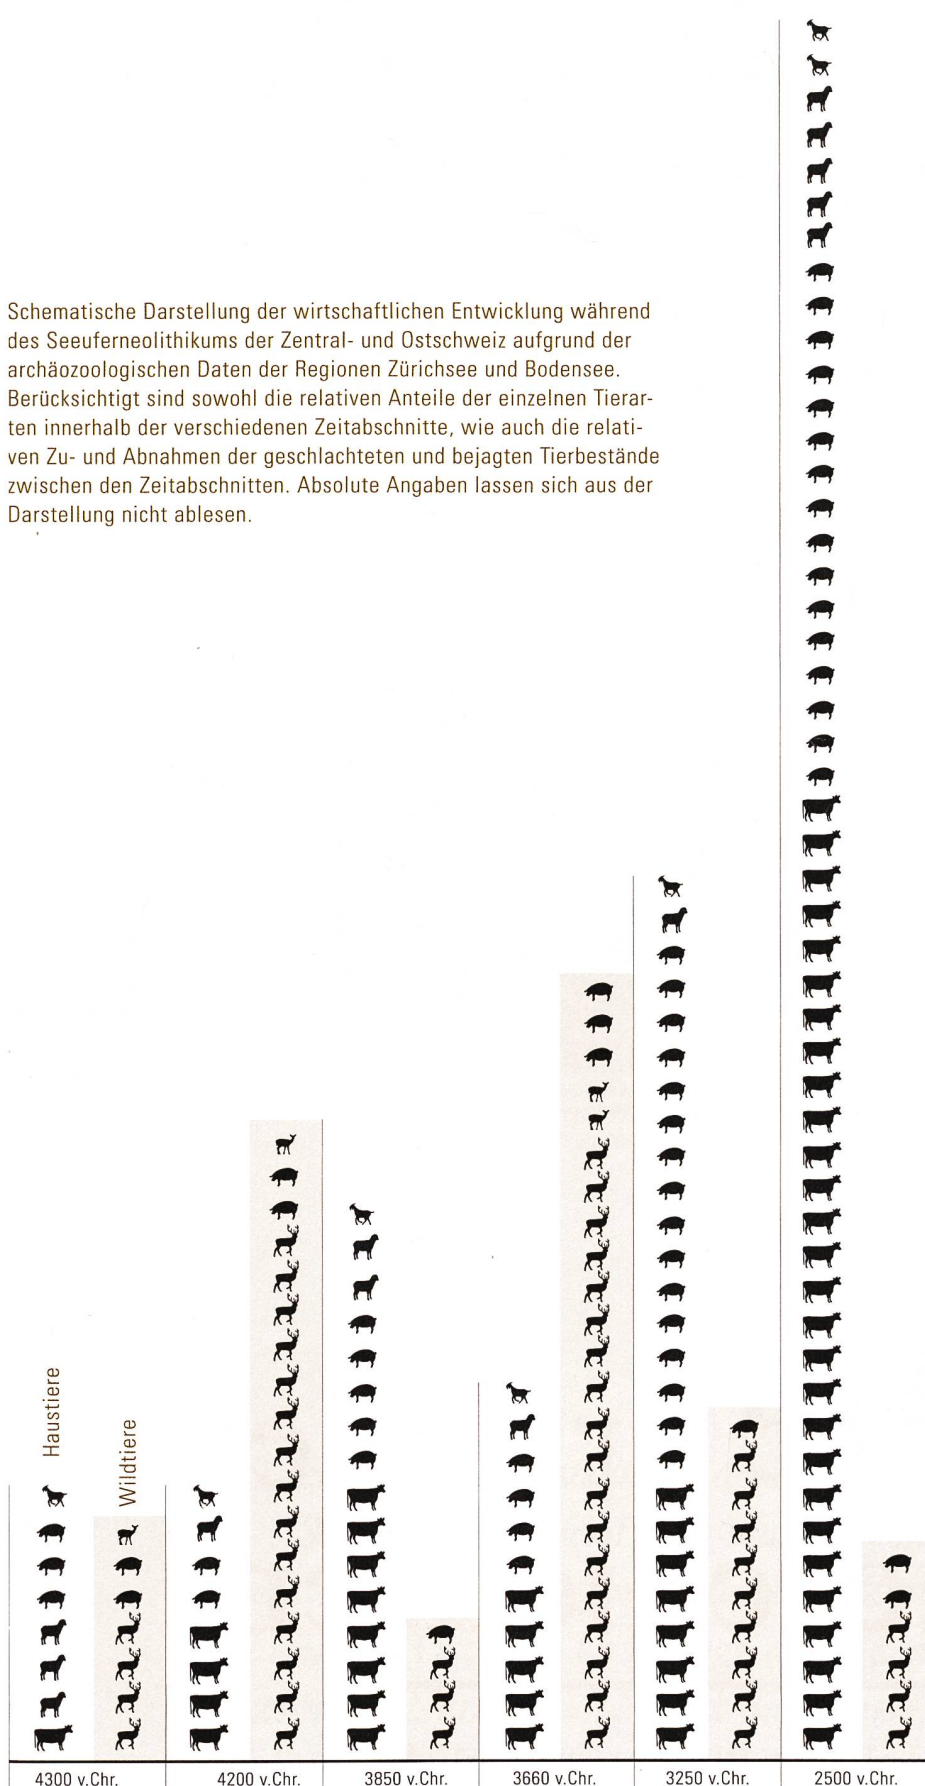 Schematische Darstellung der wirtschaftlichen Entwicklung während
des Seeuferneolithikums der Zentral- und Ostschweiz aufgrund der
archäozoologischen Daten der Regionen Zürichsee und Bodensee.
Berücksichtigt sind sowohl die relativen Anteile der einzelnen Tierar-
ten innerhalb der verschiedenen Zeitabschnitte, wie auch die relati-
ven Zu- und Abnahmen der geschlachteten und bejagten Tierbestände
zwischen den Zeitabschnitten. Absolute Angaben lassen sich aus der
Darstellung nicht ablesen.
Haustiere
Wildtiere
4300 v.Chr.
4200 v.Chr.
3850 v.Chr.
3660 v.Chr.
3250 v.Chr.
2500 v.Chr.